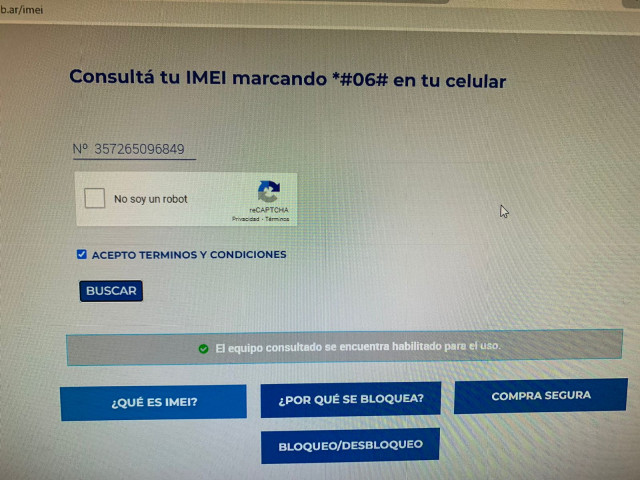 b.ar/imei
Consultá tu IMEI marcando *#06# en tu celular
Nº 357265096849
No soy un robot
reCAPTCHA
Privacidad - Términos
ACEPTO TERMINOS Y CONDICIONES
BUSCAR
El equipo consultado se encuentra habilitado para el uso.
¿QUÉ ES IMEI?
¿POR QUÉ SE BLOQUEA?
COMPRA SEGURA
BLOQUEO/DESBLOQUEO